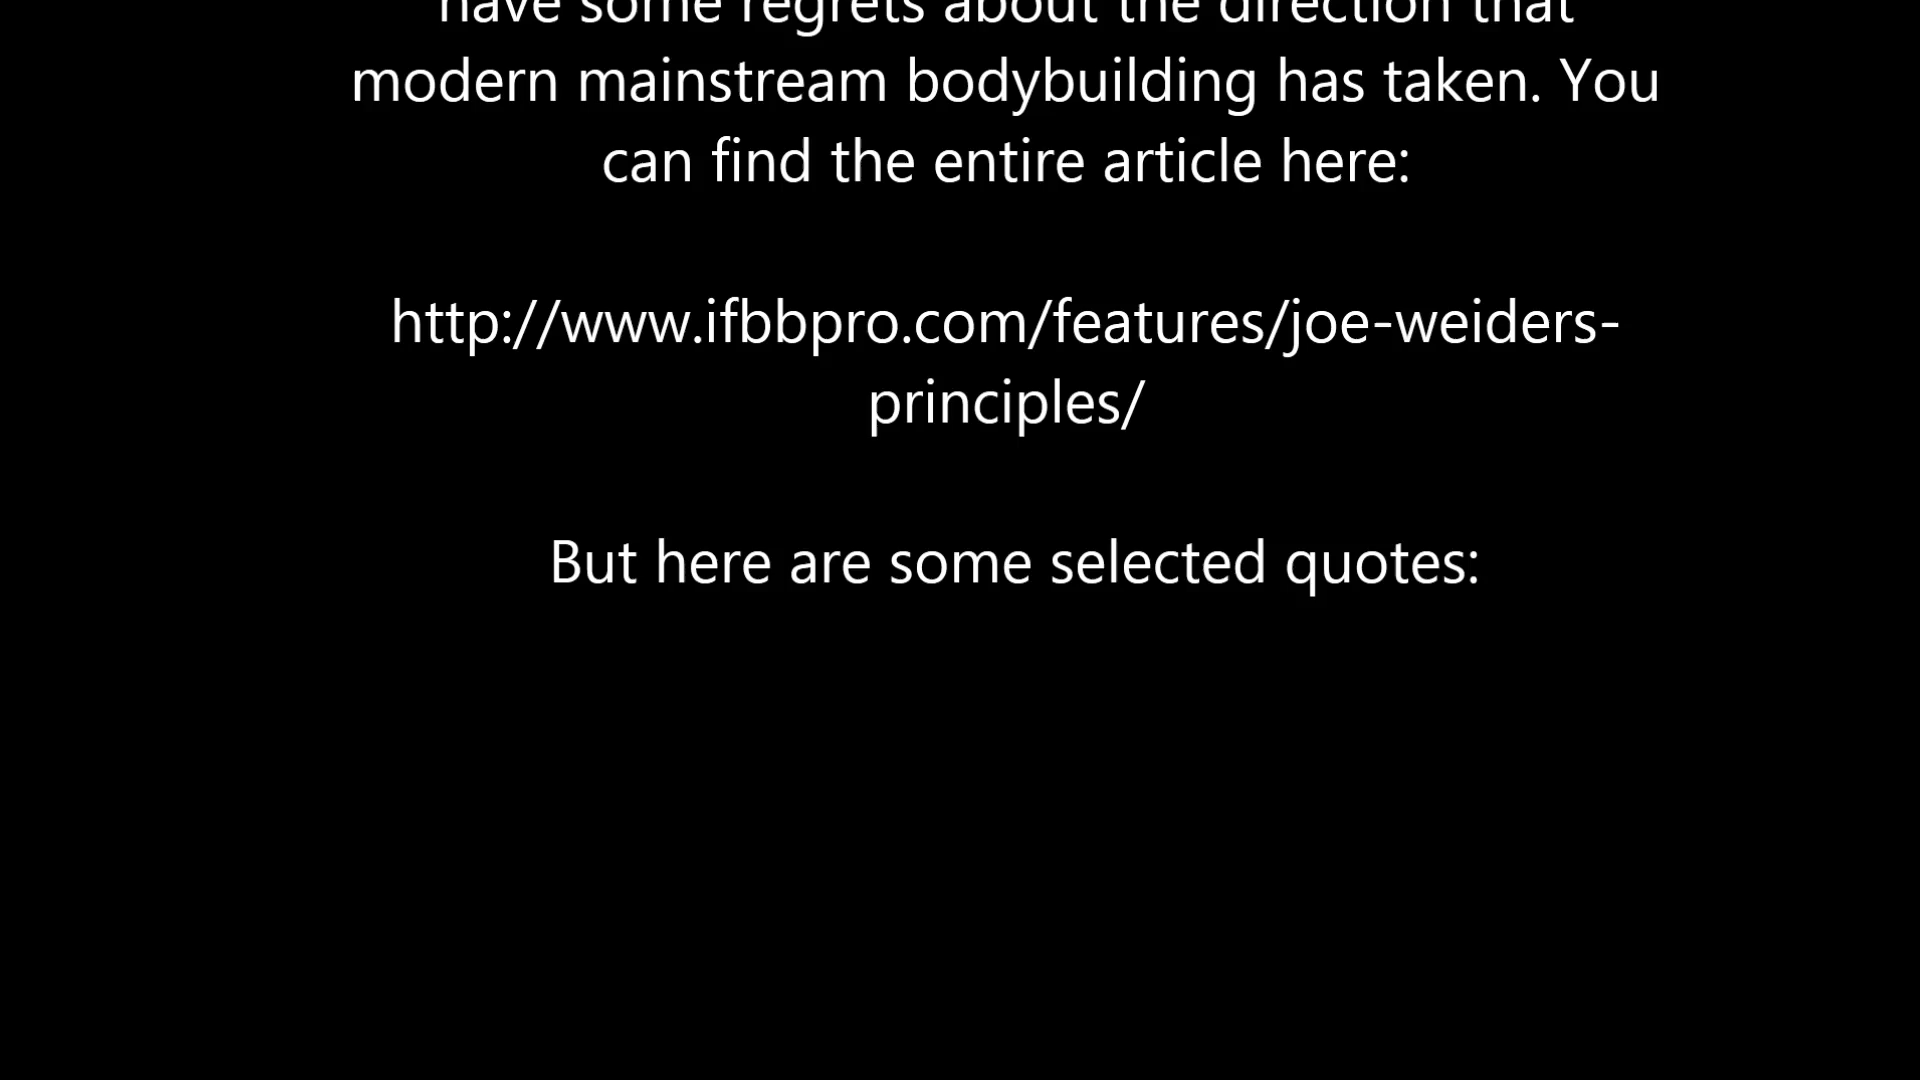 have some regrets about the direction that
modern mainstream bodybuilding has taken. You
can find the entire article here:
http://www.ifbbpro.com/features/joe-weiders-
principles/
But here are some selected quotes: